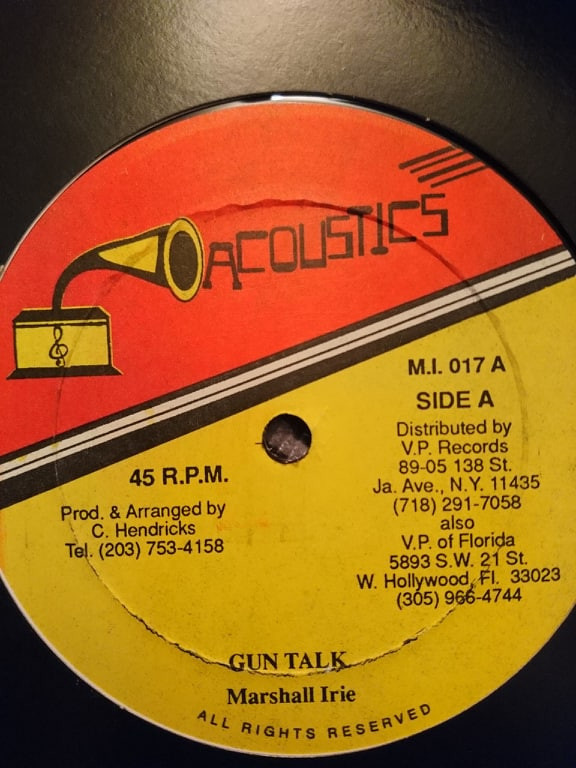 ACOUSTICS
M.I. 017 A
SIDE A
Distributed by
V.P. Records
89-05 138 St.
Ja. Ave., N.Y. 11435
(718) 291-7058
also
V.P. of Florida
5893 S.W. 21 St.
W. Hollywood, Fl. 33023
(305) 966-4744
45 R.P.M.
Prod. & Arranged by
C. Hendricks
Tel. (203) 753-4158
GUN TALK
Marshall Irie
ALL RIGHTS RESERVED